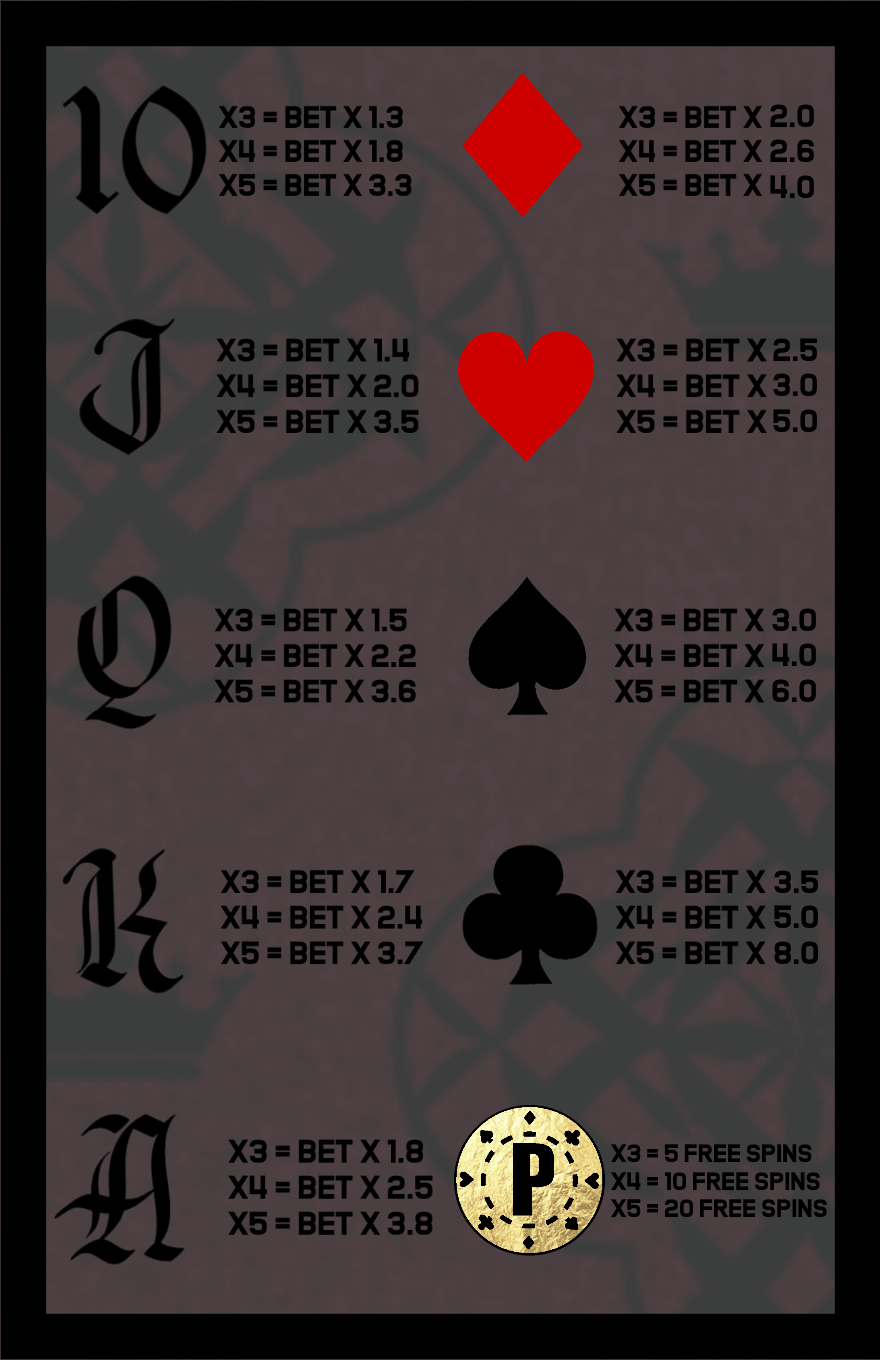 10
X3 = BET X 1.3
X4 = BET X 1.8
X5 = BET X 3.3
X3 = BET X 2.0
X4 = BET X 2.6
X5 = BET X 4.0
J
X3 = BET X 1.4
X4 = BET X 2.0
X5 = BET X 3.5
X3 = BET X 2.5
X4 = BET X 3.0
X5 = BET X 5.0
Q
X3 = BET X 1.5
X4 = BET X 2.2
X5 = BET X 3.6
X3 = BET X 3.0
X4 = BET X 4.0
X5 = BET X 6.0
K
X3 = BET X 1.7
X4 = BET X 2.4
X5 = BET X 3.7
X3 = BET X 3.5
X4 = BET X 5.0
X5 = BET X 8.0
A
X3 = BET X 1.8
X4 = BET X 2.5
X5 = BET X 3.8
P
X3 = 5 FREE SPINS
X4 = 10 FREE SPINS
X5 = 20 FREE SPINS